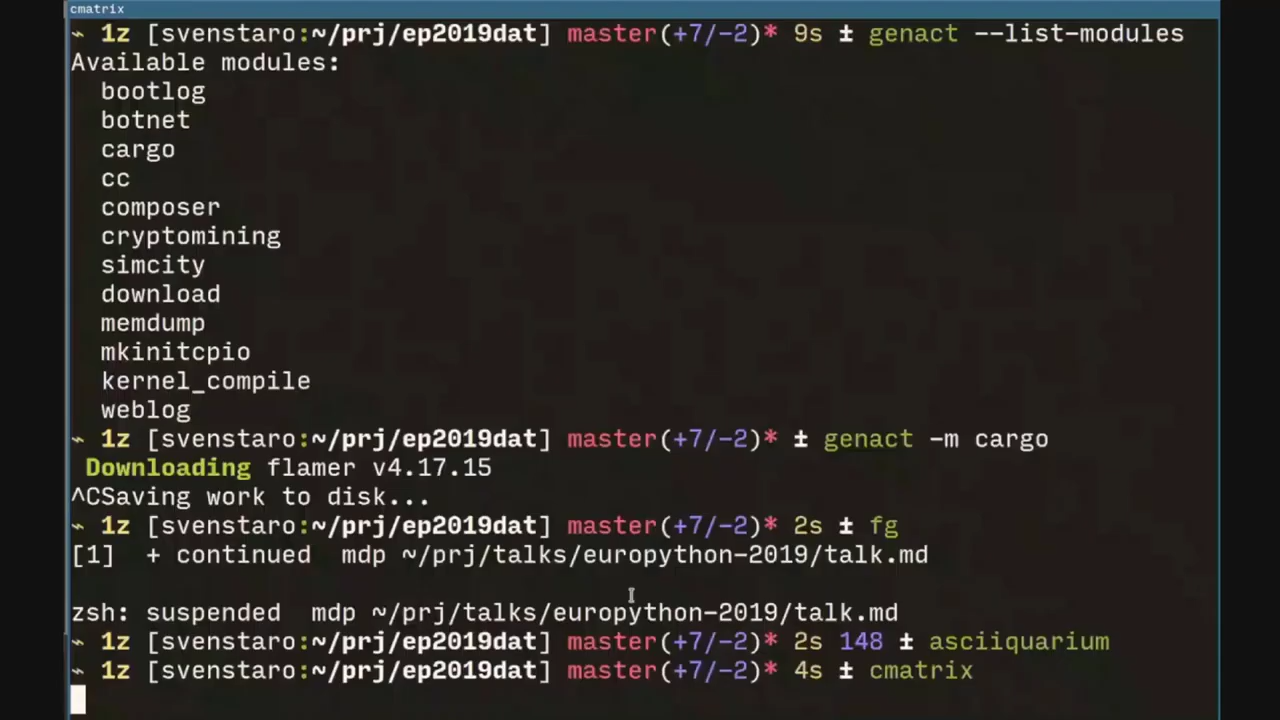 cmatrix
~ 1z [svenstaro:~/prj/ep2019dat] master(+7/-2)* 9s ± genact --list-modules
Available modules:
  bootlog
  botnet
  cargo
  cc
  composer
  cryptomining
  simcity
  download
  memdump
  mkinitcpio
  kernel_compile
  weblog
~ 1z [svenstaro:~/prj/ep2019dat] master(+7/-2)* ± genact -m cargo
 Downloading flamer v4.17.15
^CSaving work to disk...
~ 1z [svenstaro:~/prj/ep2019dat] master(+7/-2)* 2s ± fg
[1]  + continued  mdp ~/prj/talks/europython-2019/talk.md
zsh: suspended  mdp ~/prj/talks/europython-2019/talk.md
~ 1z [svenstaro:~/prj/ep2019dat] master(+7/-2)* 2s 148 ± asciiquarium
~ 1z [svenstaro:~/prj/ep2019dat] master(+7/-2)* 4s ± cmatrix